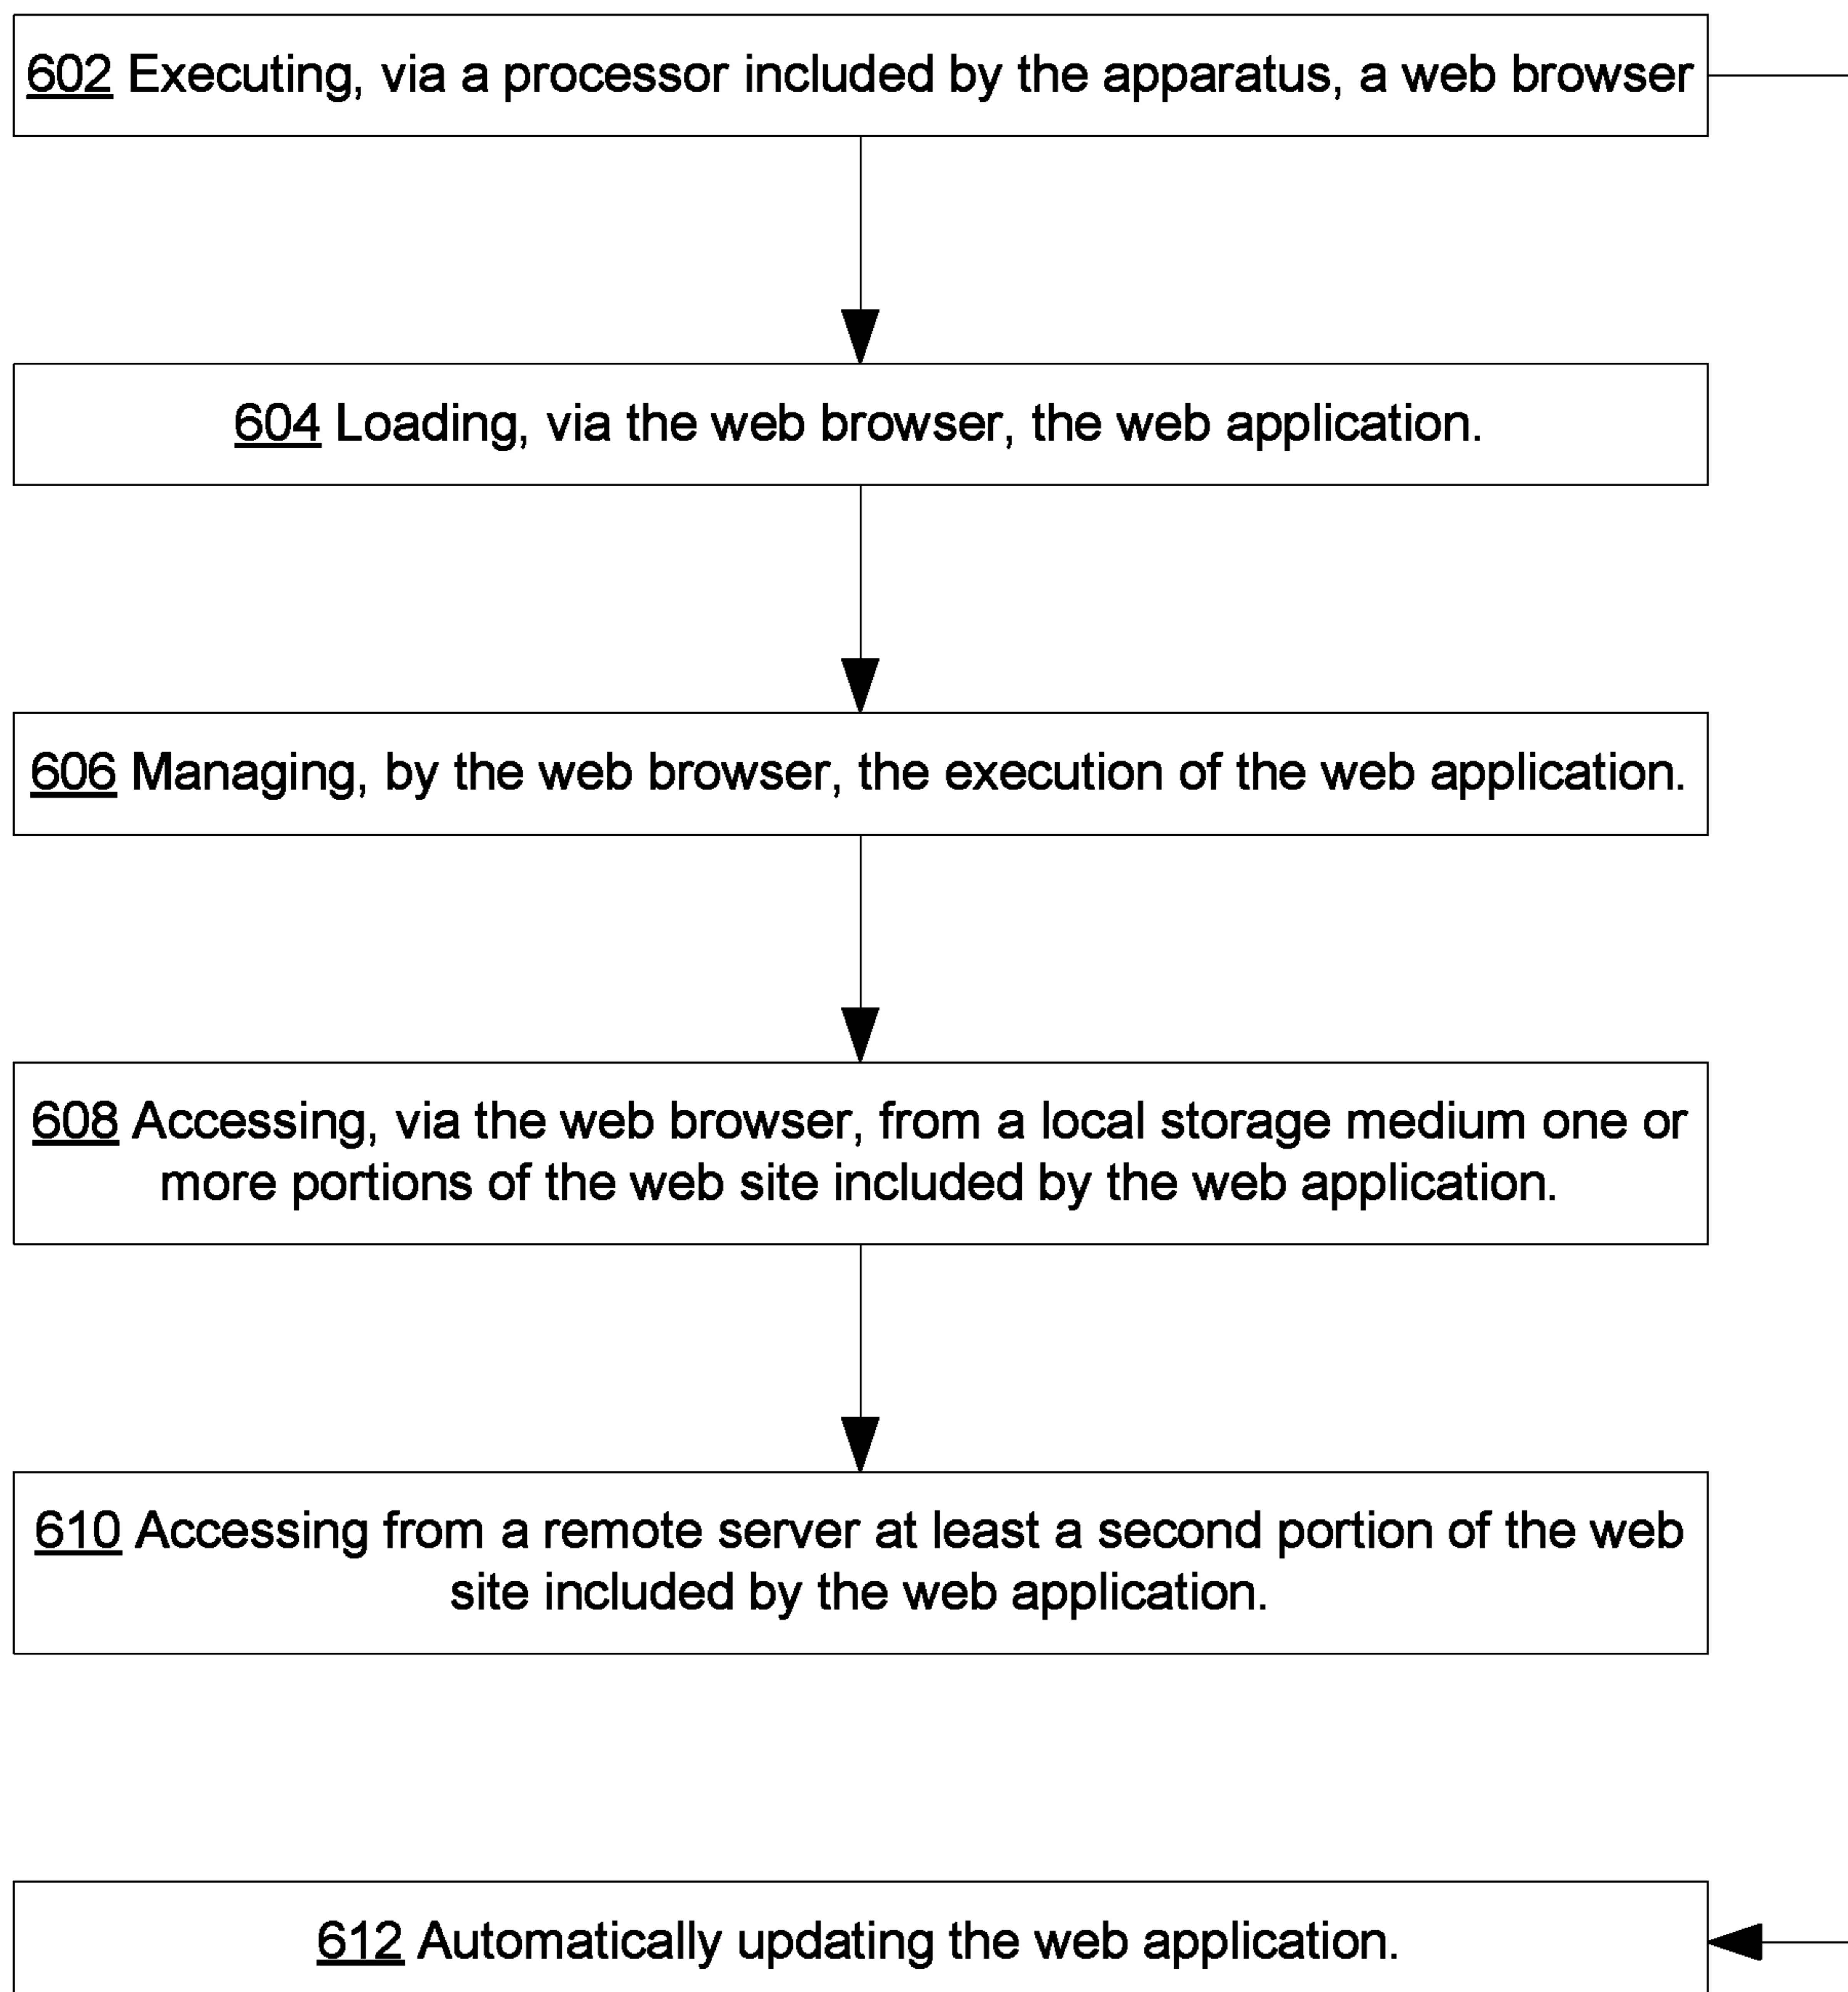 602 Executing, via a processor included by the apparatus, a web browser
604 Loading, via the web browser, the web application.
606 Managing, by the web browser, the execution of the web application.
608 Accessing, via the web browser, from a local storage medium one or
more portions of the web site included by the web application.
610 Accessing from a remote server at least a second portion of the web
site included by the web application.
612 Automatically updating the web application.